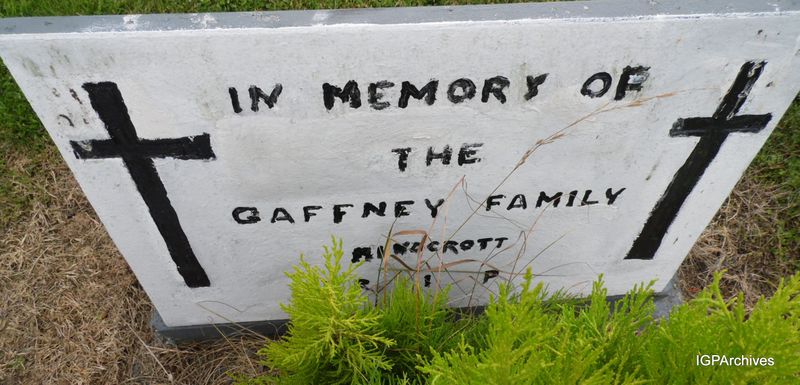 IN MEMORY OF
THE
GAFFNEY FAMILY
R I P
IGPArchives